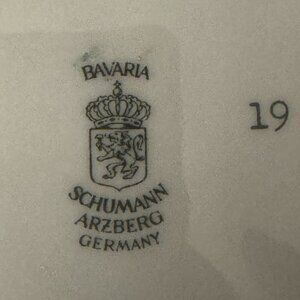 BAVARIA
19
SCHUMANN
ARZBERG
GERMANY